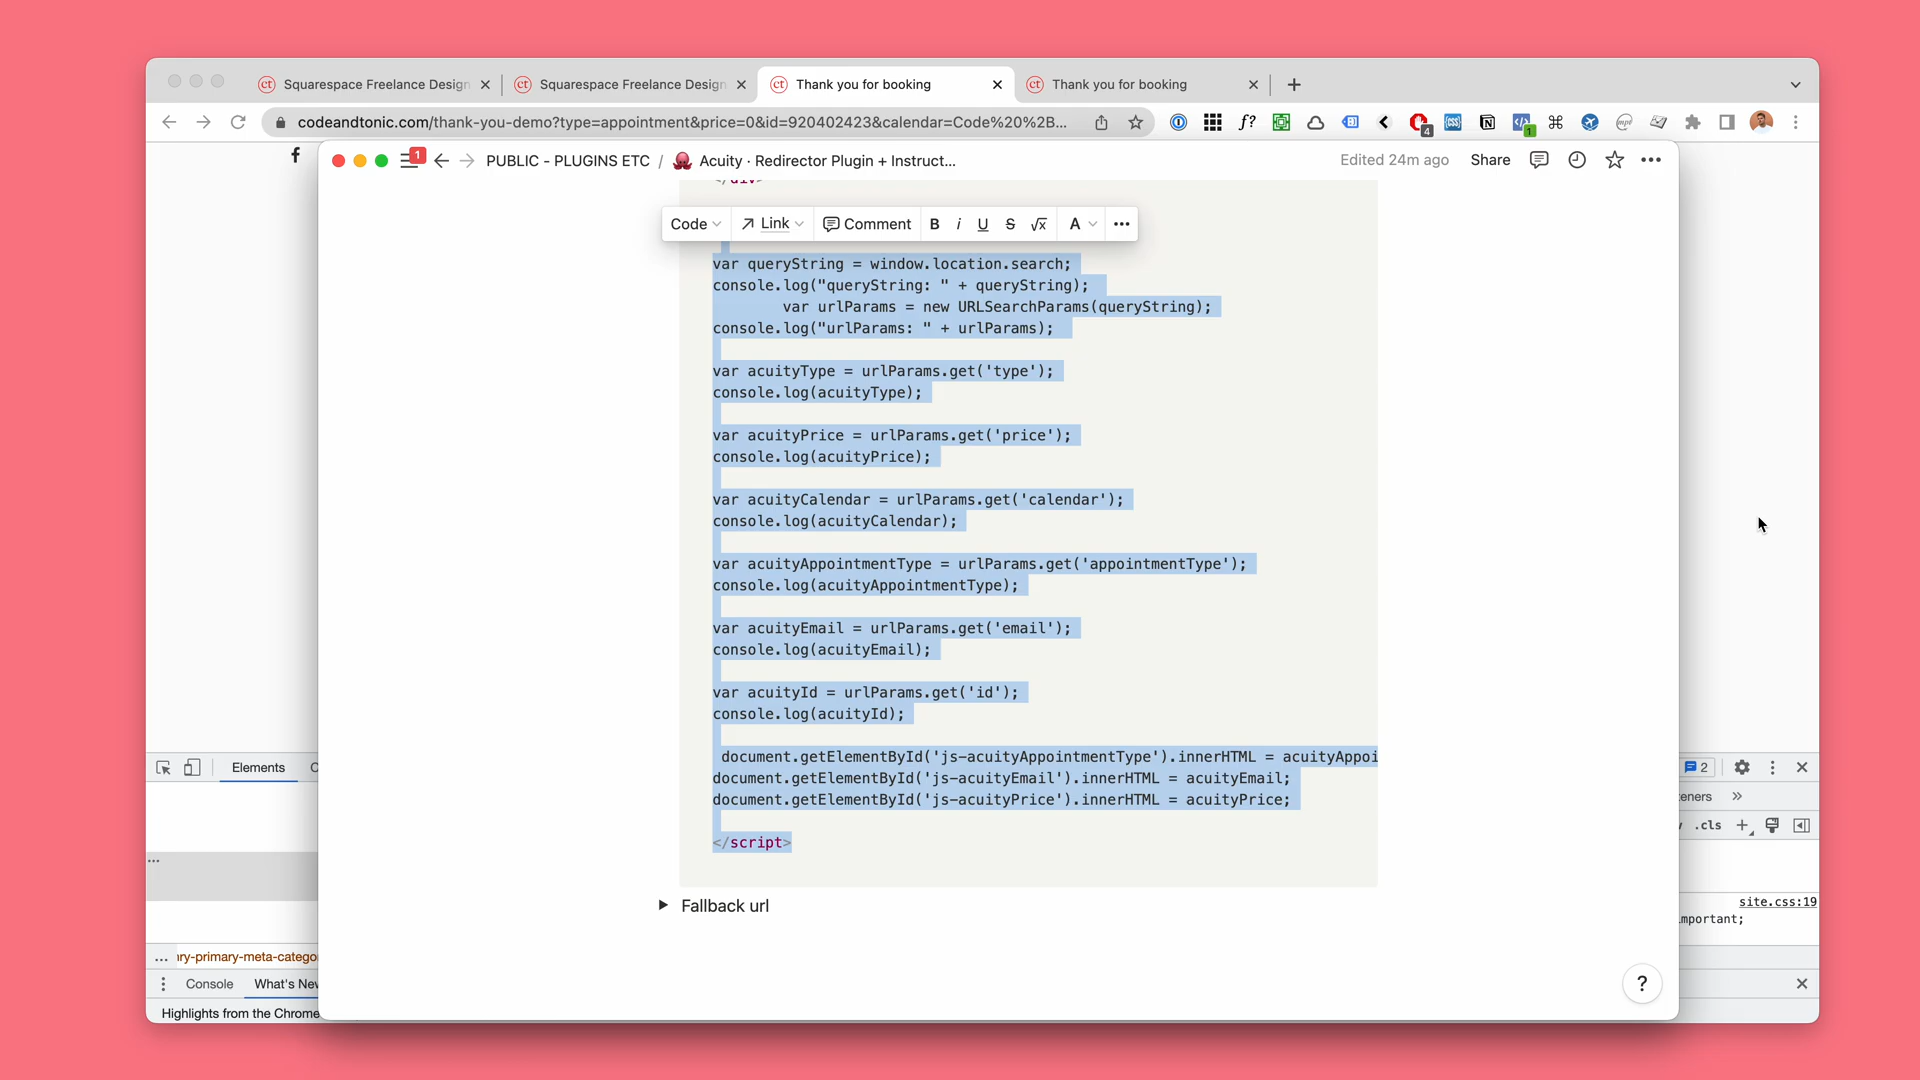 Squarespace Freelance Design
Squarespace Freelance Design
Thank you for booking
Thank you for booking
codeandtonic.com/thank-you-demo?type=appointment&price=0&id=920402423&calendar=Code%20%2B...
PUBLIC - PLUGINS ETC / Acuity · Redirector Plugin + Instruct...
Edited 24m ago
Share
Code
Link
Comment
B i U S √x A
var queryString = window.location.search;
console.log("queryString: " + queryString);
var urlParams = new URLSearchParams(queryString);
console.log("urlParams: " + urlParams);
var acuityType = urlParams.get('type');
console.log(acuityType);
var acuityPrice = urlParams.get('price');
console.log(acuityPrice);
var acuityCalendar = urlParams.get('calendar');
console.log(acuityCalendar);
var acuityAppointmentType = urlParams.get('appointmentType');
console.log(acuityAppointmentType);
var acuityEmail = urlParams.get('email');
console.log(acuityEmail);
var acuityId = urlParams.get('id');
console.log(acuityId);
document.getElementById('js-acuityAppointmentType').innerHTML = acuityAppoi
document.getElementById('js-acuityEmail').innerHTML = acuityEmail;
document.getElementById('js-acuityPrice').innerHTML = acuityPrice;
</script>
Fallback url
Elements
2
.cls
site.css:19
mportant;
... ry-primary-meta-catego
Console
What's New
Highlights from the Chrome
?